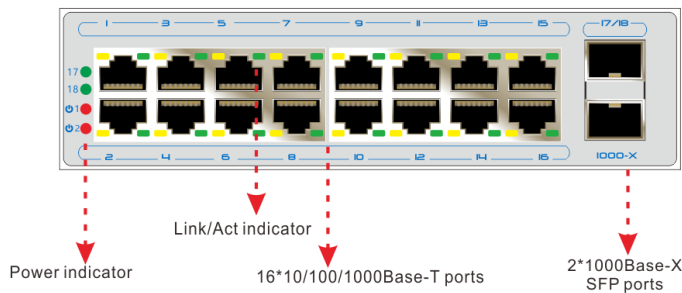 1 3 5 7 9 11 13 15 17/18
17
18
1
2
2 4 6 8 10 12 14 16 1000-X
Link/Act indicator
Power indicator
16*10/100/1000Base-T ports
2*1000Base-X
SFP ports